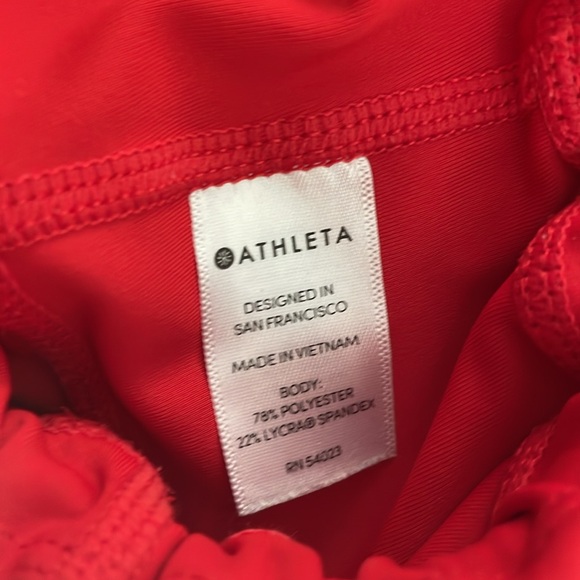 ATHLETA
DESIGNED IN
SAN FRANCISCO
MADE IN VIETNAM
BODY:
78% POLYESTER
22% LYCRA® SPANDEX
RN 54023